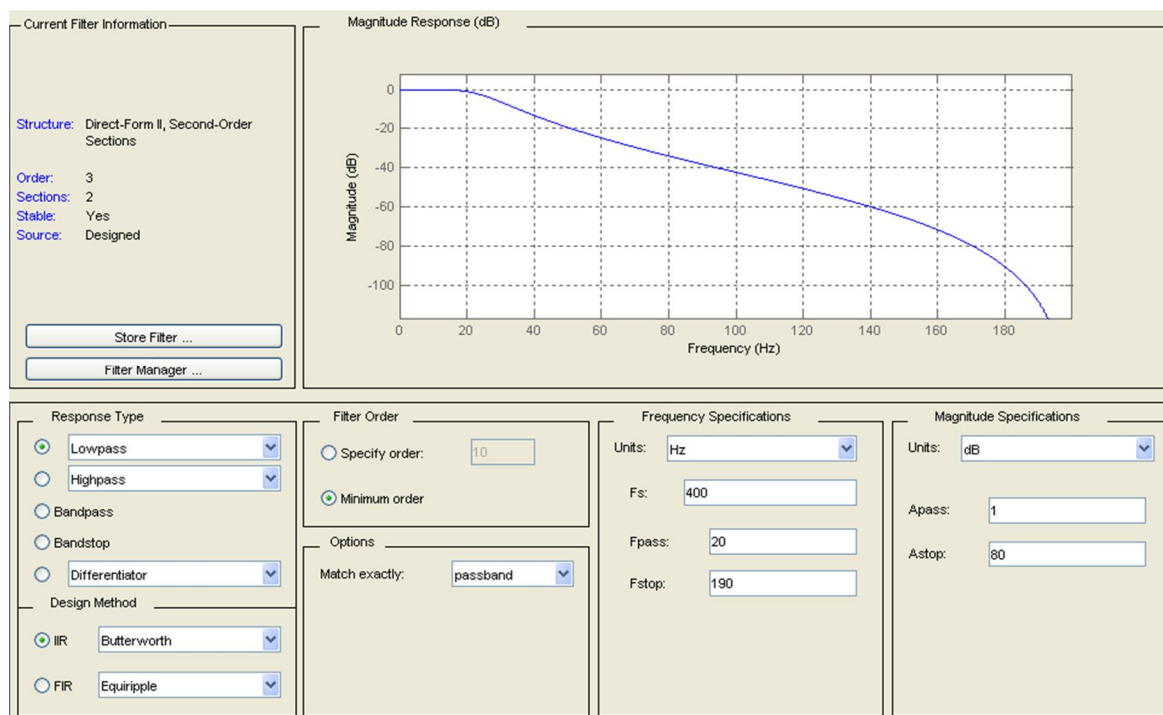 Current Filter Information
Structure: Direct-Form II, Second-Order
Sections
Order: 3
Sections: 2
Stable: Yes
Source: Designed
Store Filter ...
Filter Manager ...
Magnitude Response (dB)
Magnitude (dB)
0
-20
-40
-60
-80
-100
0 20 40 60 80 100 120 140 160 180
Frequency (Hz)
Response Type
Lowpass
Highpass
Bandpass
Bandstop
Differentiator
Design Method
IIR Butterworth
FIR Equiripple
Filter Order
Specify order: 10
Minimum order
Options
Match exactly: passband
Frequency Specifications
Units: Hz
Fs: 400
Fpass: 20
Fstop: 190
Magnitude Specifications
Units: dB
Apass: 1
Astop: 80